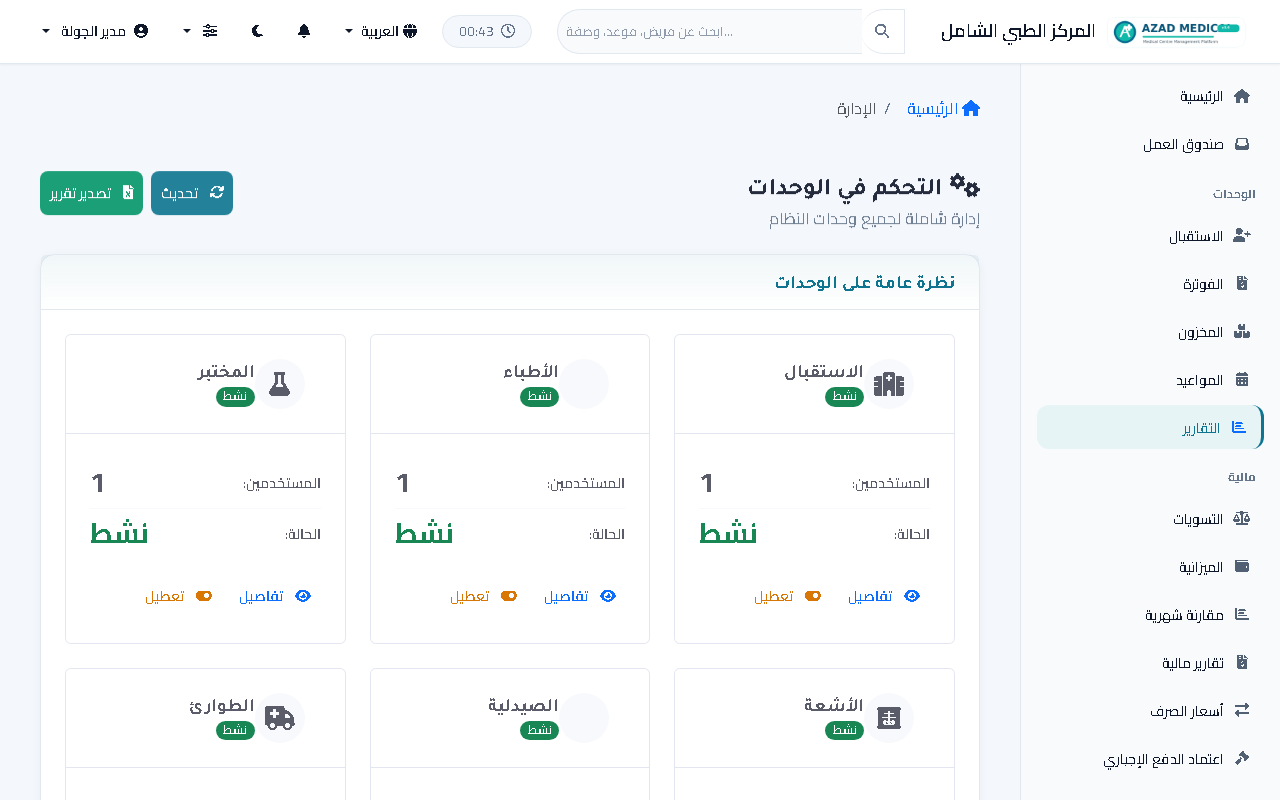 AZAD MEDIC
Medical Centre Management Platform
المركز الطبي الشامل
ابحث عن مريض، موعد، وصفة...
00:43
العربية
مدير الجولة
الرئيسية
صندوق العمل
الوحدات
الاستقبال
الفوترة
المخزون
المواعيد
التقارير
مالية
التسويات
الميزانية
مقارنة شهرية
تقارير مالية
أسعار الصرف
اعتماد الدفع الإجباري
الرئيسية / الإدارة
التحكم في الوحدات
إدارة شاملة لجميع وحدات النظام
تحديث
تصدير تقرير
نظرة عامة على الوحدات
الاستقبال
نشط
المستخدمين: 1
الحالة: نشط
تفاصيل تعطيل
الأطباء
نشط
المستخدمين: 1
الحالة: نشط
تفاصيل تعطيل
المختبر
نشط
المستخدمين: 1
الحالة: نشط
تفاصيل تعطيل
الأشعة
نشط
الصيدلية
نشط
الطوارئ
نشط